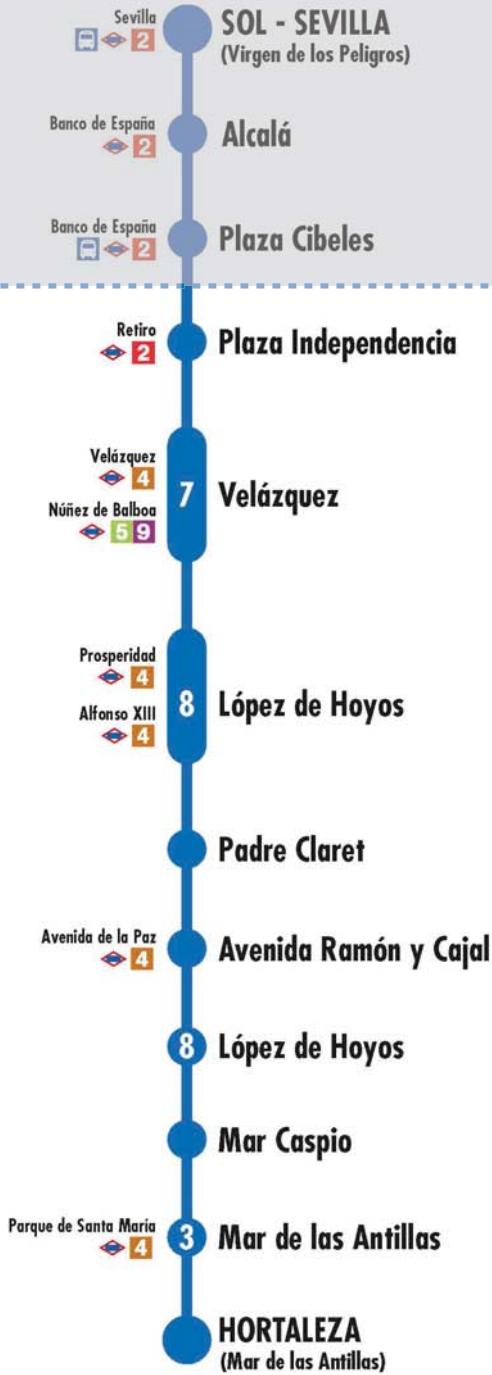 Sevilla
2
SOL - SEVILLA
(Virgen de los Peligros)
Banco de España
2
Alcalá
Banco de España
2
Plaza Cibeles
Retiro
2
Plaza Independencia
Velázquez
4
Núñez de Balboa
5 9
7
Velázquez
Prosperidad
4
Alfonso XIII
4
8
López de Hoyos
Padre Claret
Avenida de la Paz
4
Avenida Ramón y Cajal
8
López de Hoyos
Mar Caspio
Parque de Santa María
4
3
Mar de las Antillas
HORTALEZA
(Mar de las Antillas)